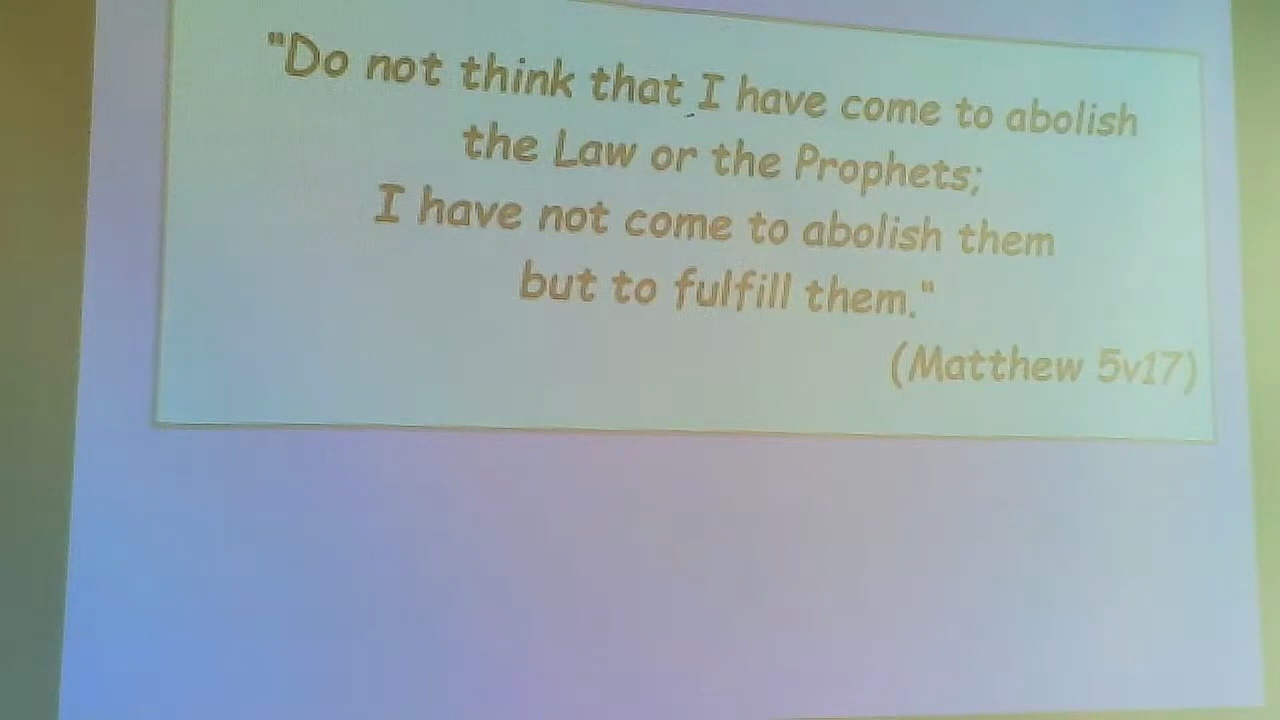 "Do not think that I have come to abolish
the Law or the Prophets;
I have not come to abolish them
but to fulfill them."
(Matthew 5v17)